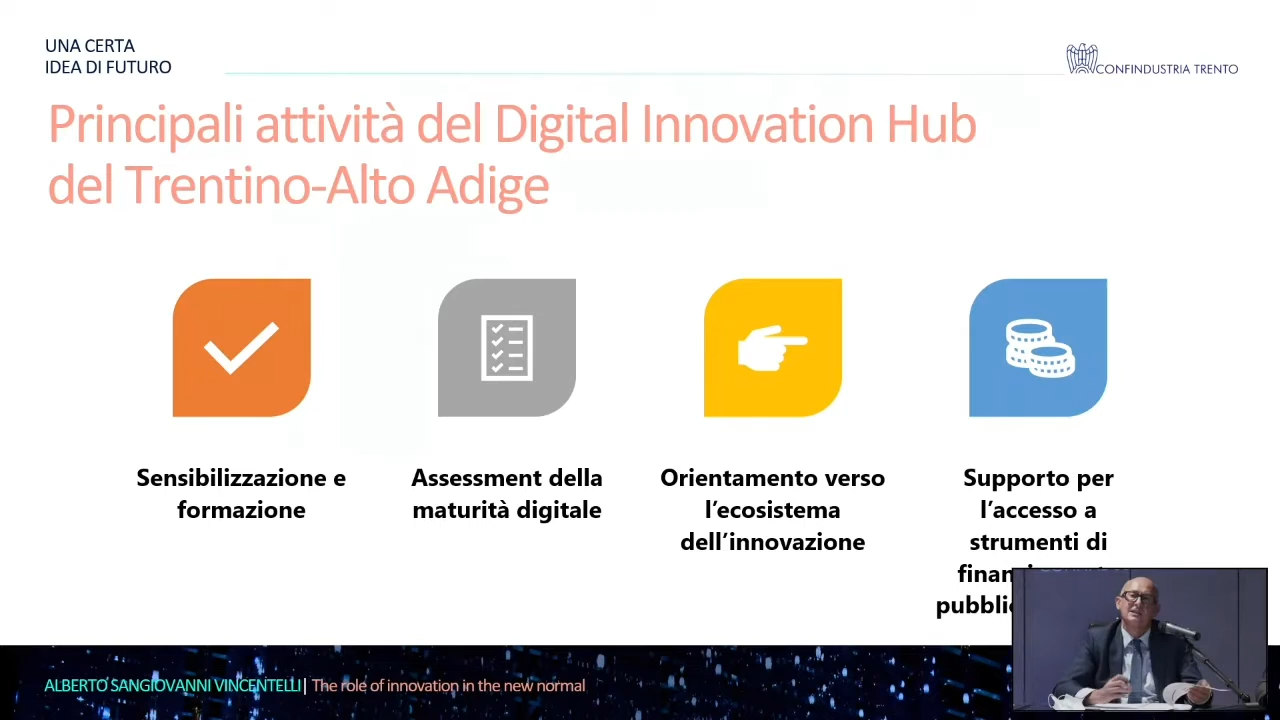 UNA CERTA
IDEA DI FUTURO
CONFINDUSTRIA TRENTO
Principali attività del Digital Innovation Hub
del Trentino-Alto Adige
Sensibilizzazione e
formazione
Assessment della
maturità digitale
Orientamento verso
l’ecosistema
dell’innovazione
Supporto per
l’accesso a
strumenti di
ALBERTO SANGIOVANNI VINCENTELLI| The role of innovation in the new normal